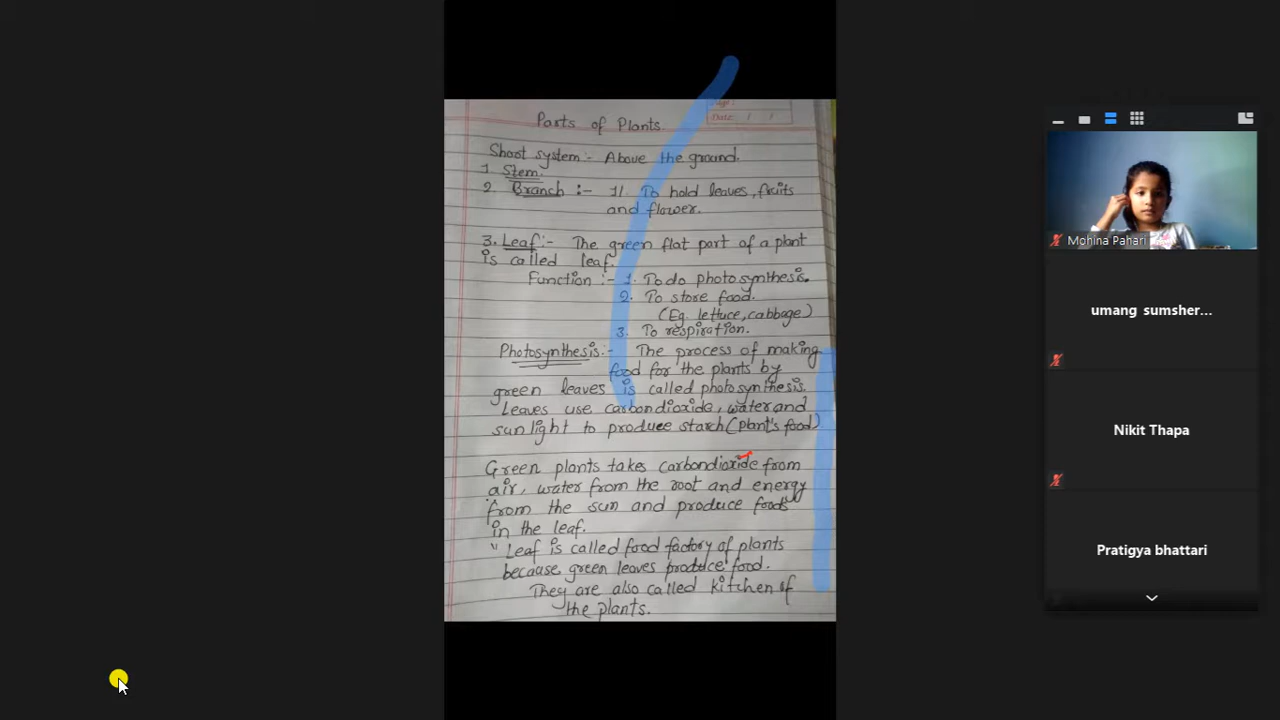 Date: / /
Parts of Plants.
Shoot system:- Above the ground.
1 Stem.
2 Branch :- 1/. To hold leaves, fruits
and flower.
3. Leaf:- The green flat part of a plant
is called leaf.
Function :- 1. To do photosynthesis.
2. To store food.
(Eg. lettuce, cabbage)
3. To respiration.
Photosynthesis:- The process of making
food for the plants by
green leaves is called photosynthesis.
Leaves use carbondioxide, water and
sunlight to produce starch (plant's food)
Green plants takes carbondioxide from
air, water from the root and energy
from the sun and produce foods
in the leaf.
" Leaf is called food factory of plants
because green leaves produce food.
They are also called kitchen of
the plants.
Mohina Pahari
umang sumsher...
Nikit Thapa
Pratigya bhattari